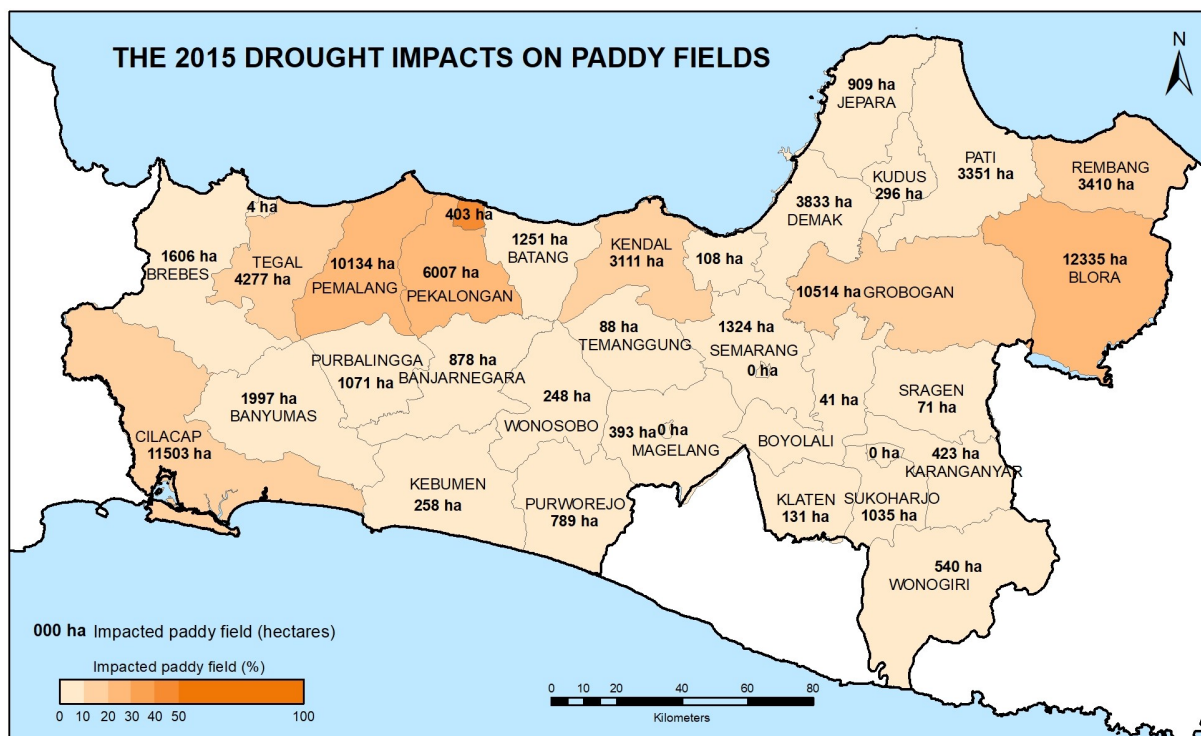 THE 2015 DROUGHT IMPACTS ON PADDY FIELDS
N
909 ha
JEPARA
PATI
3351 ha
REMBANG
3410 ha
KUDUS
296 ha
3833 ha
DEMAK
4 ha
403 ha
1606 ha
BREBES
TEGAL
4277 ha
10134 ha
PEMALANG
6007 ha
PEKALONGAN
1251 ha
BATANG
KENDAL
3111 ha
108 ha
10514 ha GROBOGAN
12335 ha
BLORA
88 ha
TEMANGGUNG
1324 ha
SEMARANG
0 ha
PURBALINGGA
1071 ha
878 ha
BANJARNEGARA
1997 ha
BANYUMAS
248 ha
WONOSOBO
41 ha
SRAGEN
71 ha
CILACAP
11503 ha
393 ha
0 ha
MAGELANG
BOYOLALI
0 ha
423 ha
KARANGANYAR
KEBUMEN
258 ha
PURWOREJO
789 ha
KLATEN
131 ha
SUKOHARJO
1035 ha
540 ha
WONOGIRI
000 ha Impacted paddy field (hectares)
Impacted paddy field (%)
0 10 20 30 40 50 100
0 10 20 40 60 80
Kilometers